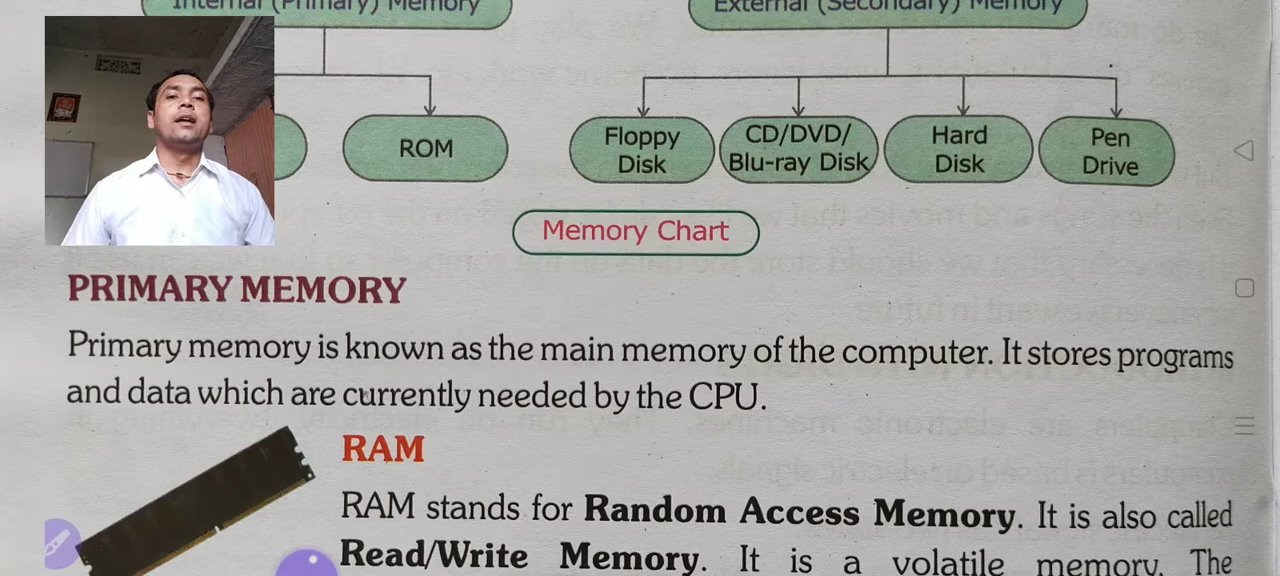 Internal (Primary) Memory
External (Secondary) Memory
ROM
Floppy
Disk
CD/DVD/
Blu-ray Disk
Hard
Disk
Pen
Drive
Memory Chart
PRIMARY MEMORY
Primary memory is known as the main memory of the computer. It stores programs
and data which are currently needed by the CPU.
RAM
RAM stands for Random Access Memory. It is also called
Read/Write Memory. It is a volatile memory. The